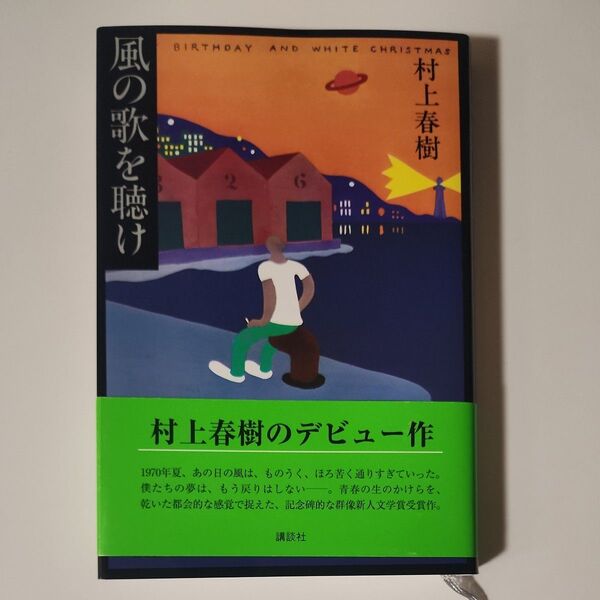 BIRTHDAY AND WHITE CHRISTMAS
風の歌を聴け
村上春樹
3 2 6
村上春樹のデビュー作
1970年夏、あの日の風は、ものうく、ほろ苦く通りすぎていった。
僕たちの夢は、もう戻りはしない──。青春の生のかけらを、
乾いた都会的な感覚で捉えた、記念碑的な群像新人文学賞受賞作。
講談社